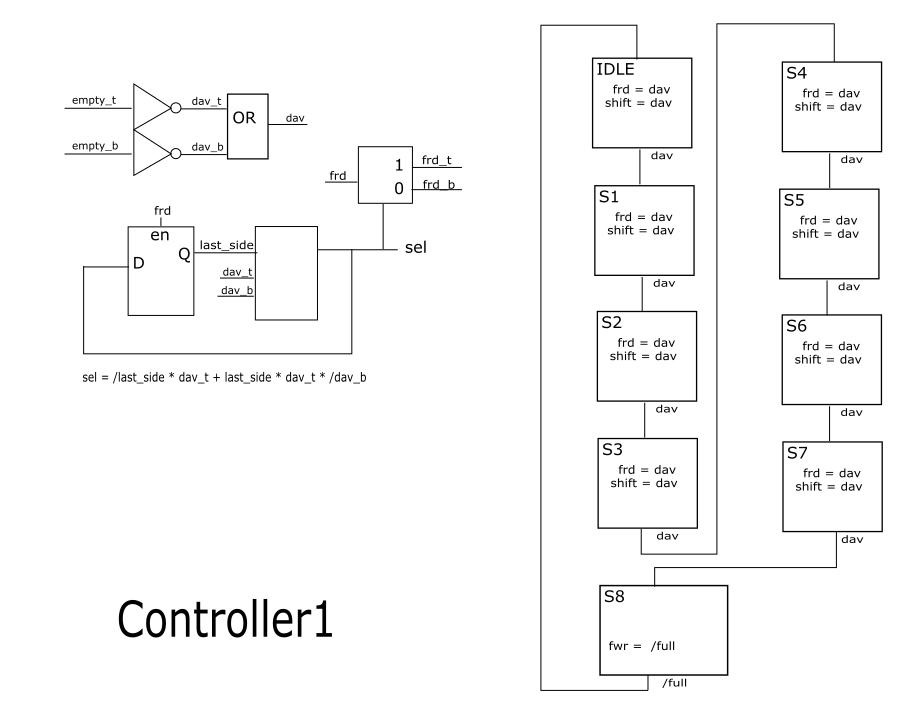 empty_t
dav_t
OR
dav
empty_b
dav_b
frd
1
frd_t
0
frd_b
frd
en
D
Q
last_side
dav_t
dav_b
sel
sel = /last_side * dav_t + last_side * dav_t * /dav_b
Controller1
IDLE
frd = dav
shift = dav
dav
S1
frd = dav
shift = dav
dav
S2
frd = dav
shift = dav
dav
S3
frd = dav
shift = dav
dav
S4
frd = dav
shift = dav
dav
S5
frd = dav
shift = dav
dav
S6
frd = dav
shift = dav
dav
S7
frd = dav
shift = dav
dav
S8
fwr = /full
/full